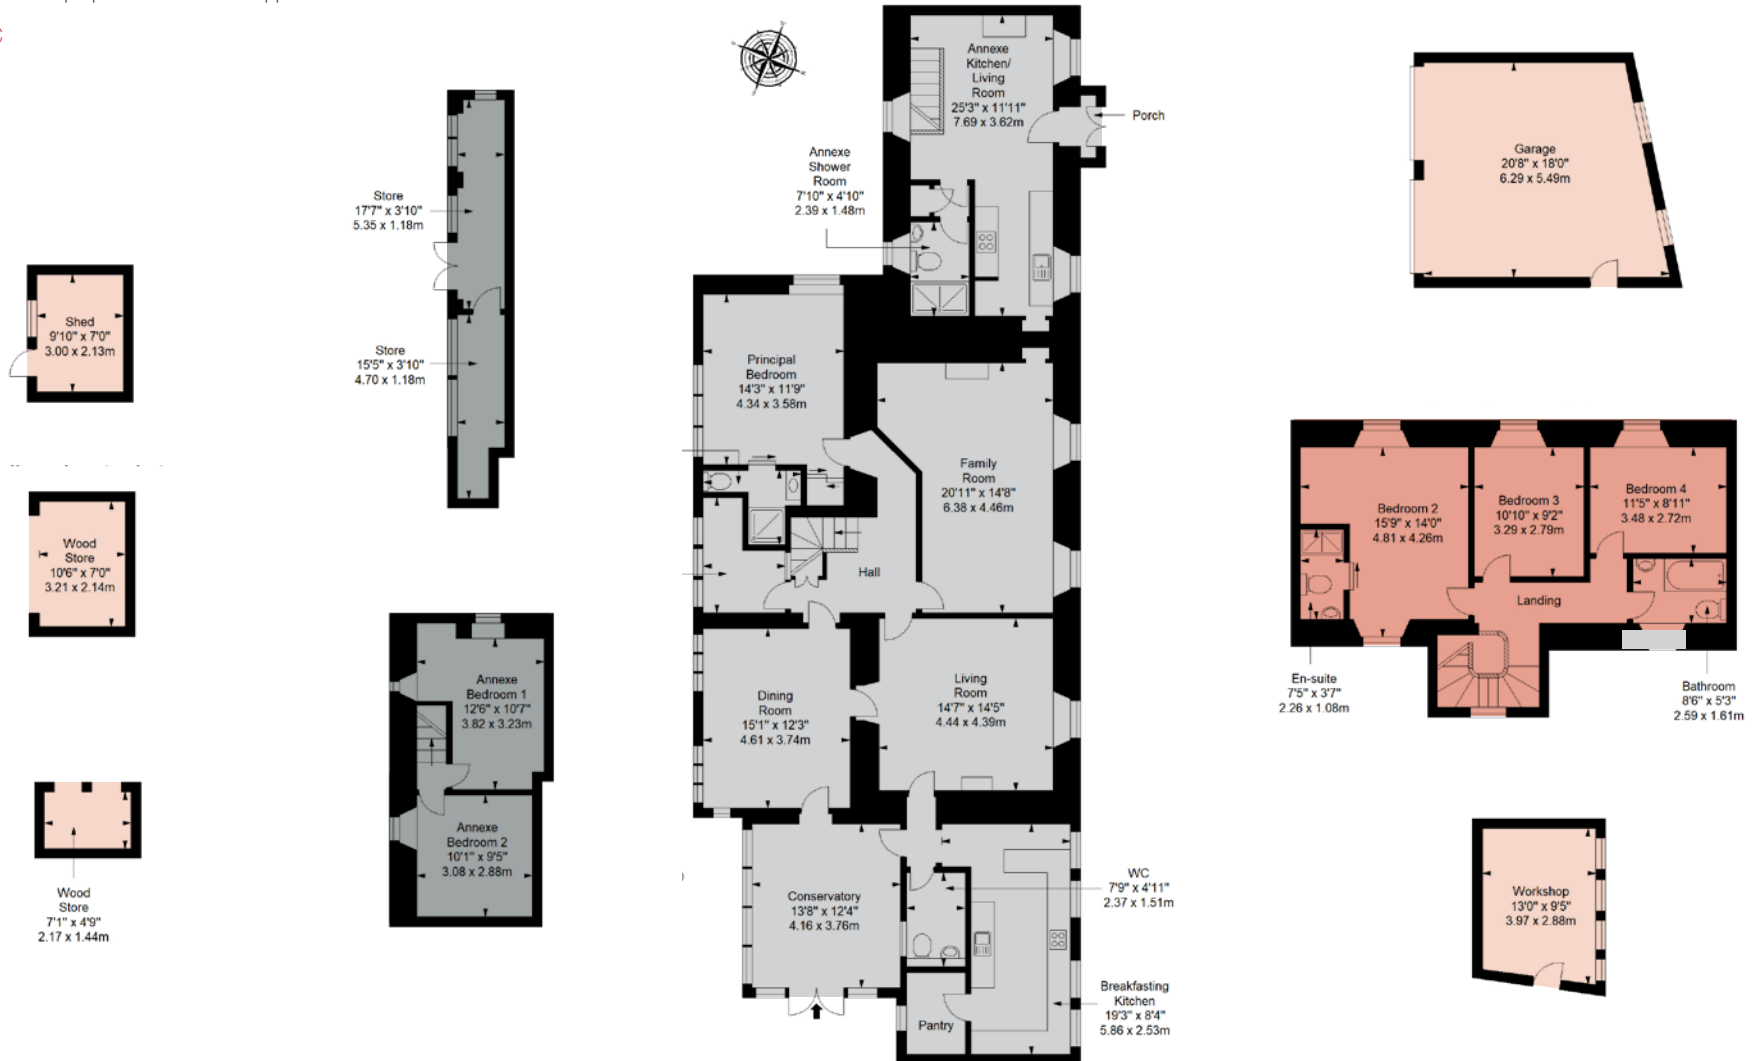 Shed
9'10" x 7'0"
3.00 x 2.13m
Wood
Store
10'6" x 7'0"
3.21 x 2.14m
Wood
Store
7'1" x 4'9"
2.17 x 1.44m
Store
17'7" x 3'10"
5.35 x 1.18m
Store
15'5" x 3'10"
4.70 x 1.18m
Annexe
Bedroom 1
12'6" x 10'7"
3.82 x 3.23m
Annexe
Bedroom 2
10'1" x 9'5"
3.08 x 2.88m
Annexe
Kitchen/
Living
Room
25'3" x 11'11"
7.69 x 3.62m
Porch
Annexe
Shower
Room
7'10" x 4'10"
2.39 x 1.48m
Principal
Bedroom
14'3" x 11'9"
4.34 x 3.58m
Family
Room
20'11" x 14'8"
6.38 x 4.46m
Hall
Dining
Room
15'1" x 12'3"
4.61 x 3.74m
Living
Room
14'7" x 14'5"
4.44 x 4.39m
Conservatory
13'8" x 12'4"
4.16 x 3.76m
WC
7'9" x 4'11"
2.37 x 1.51m
Pantry
Breakfasting
Kitchen
19'3" x 8'4"
5.86 x 2.53m
Garage
20'8" x 18'0"
6.29 x 5.49m
Bedroom 2
15'9" x 14'0"
4.81 x 4.26m
Bedroom 3
10'10" x 9'2"
3.29 x 2.79m
Bedroom 4
11'5" x 8'11"
3.48 x 2.72m
Landing
En-suite
7'5" x 3'7"
2.26 x 1.08m
Bathroom
8'6" x 5'3"
2.59 x 1.61m
Workshop
13'0" x 9'5"
3.97 x 2.88m